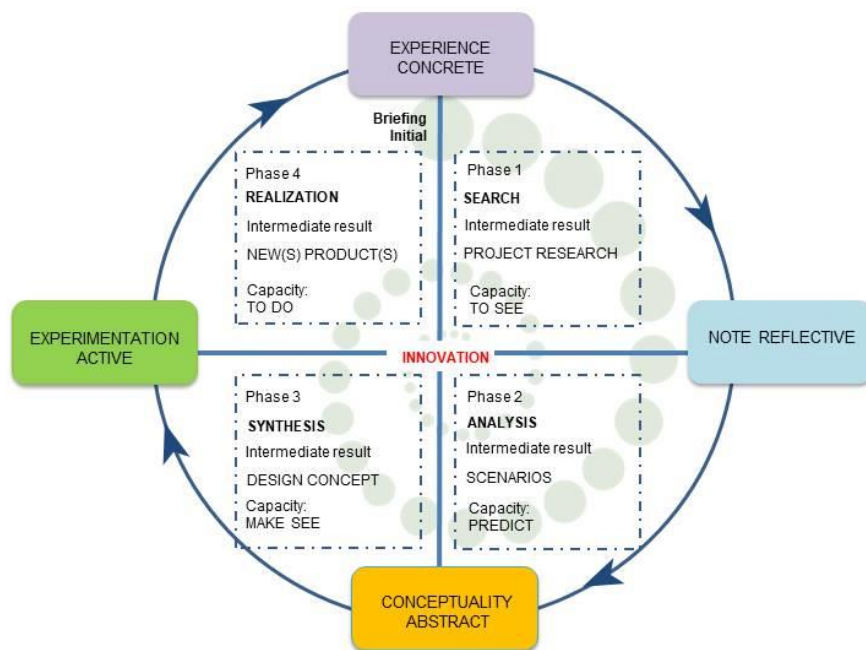 EXPERIENCE
CONCRETE
Briefing
Initial
Phase 4
REALIZATION
Intermediate result
NEW(S) PRODUCT(S)
Capacity:
TO DO
Phase 1
SEARCH
Intermediate result
PROJECT RESEARCH
Capacity:
TO SEE
EXPERIMENTATION
ACTIVE
INNOVATION
NOTE REFLECTIVE
Phase 3
SYNTHESIS
Intermediate result
DESIGN CONCEPT
Capacity:
MAKE SEE
Phase 2
ANALYSIS
Intermediate result
SCENARIOS
Capacity:
PREDICT
CONCEPTUALITY
ABSTRACT